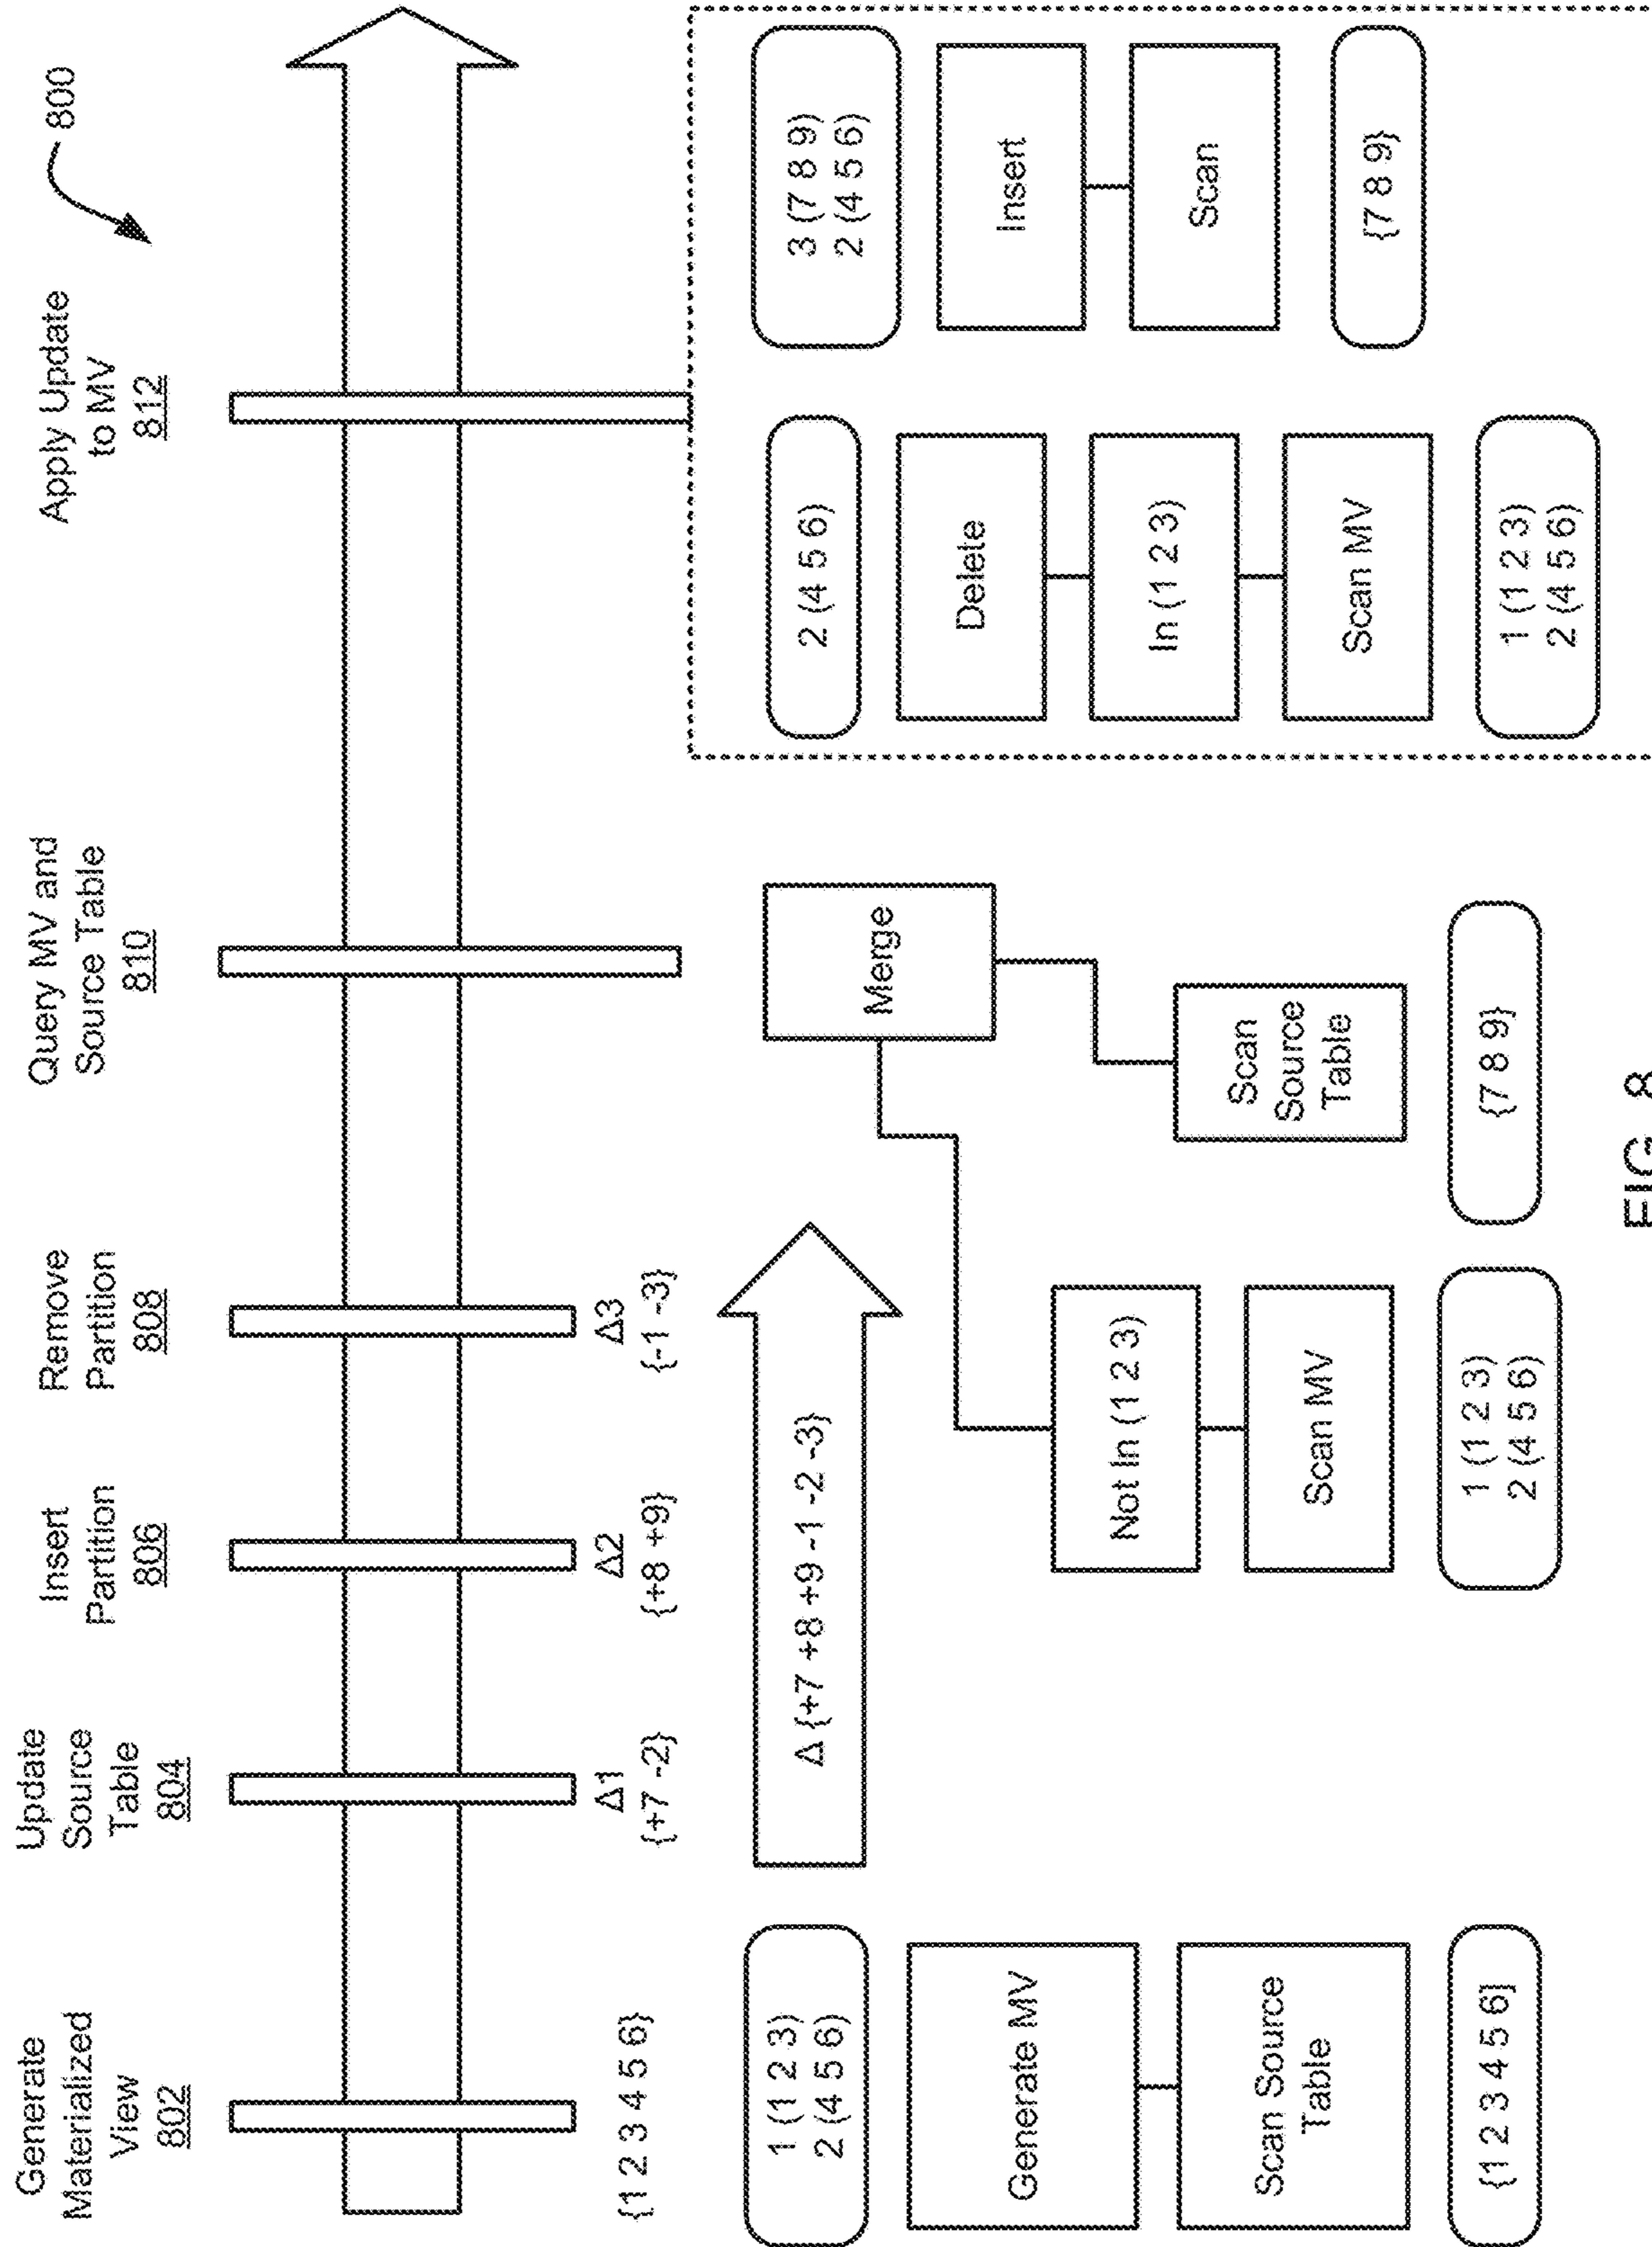 800
Generate
Materialized
View
802
Update
Source
Table
804
Insert
Partition
806
Remove
Partition
808
Query MV and
Source Table
810
Apply Update
to MV
812
{1 2 3 4 5 6}
Δ1
{+7 -2}
Δ2
{+8 +9}
Δ3
{-1 -3}
1 (1 2 3)
2 (4 5 6)
Generate MV
Scan Source
Table
{1 2 3 4 5 6]
Δ {+7 +8 +9 -1 -2 -3}
Merge
Not In (1 2 3)
Scan MV
1 (1 2 3)
2 (4 5 6)
Scan
Source
Table
{7 8 9}
2 (4 5 6)
Delete
In (1 2 3)
Scan MV
1 (1 2 3)
2 (4 5 6)
3 (7 8 9)
2 (4 5 6)
Insert
Scan
{7 8 9}
FIG. 8